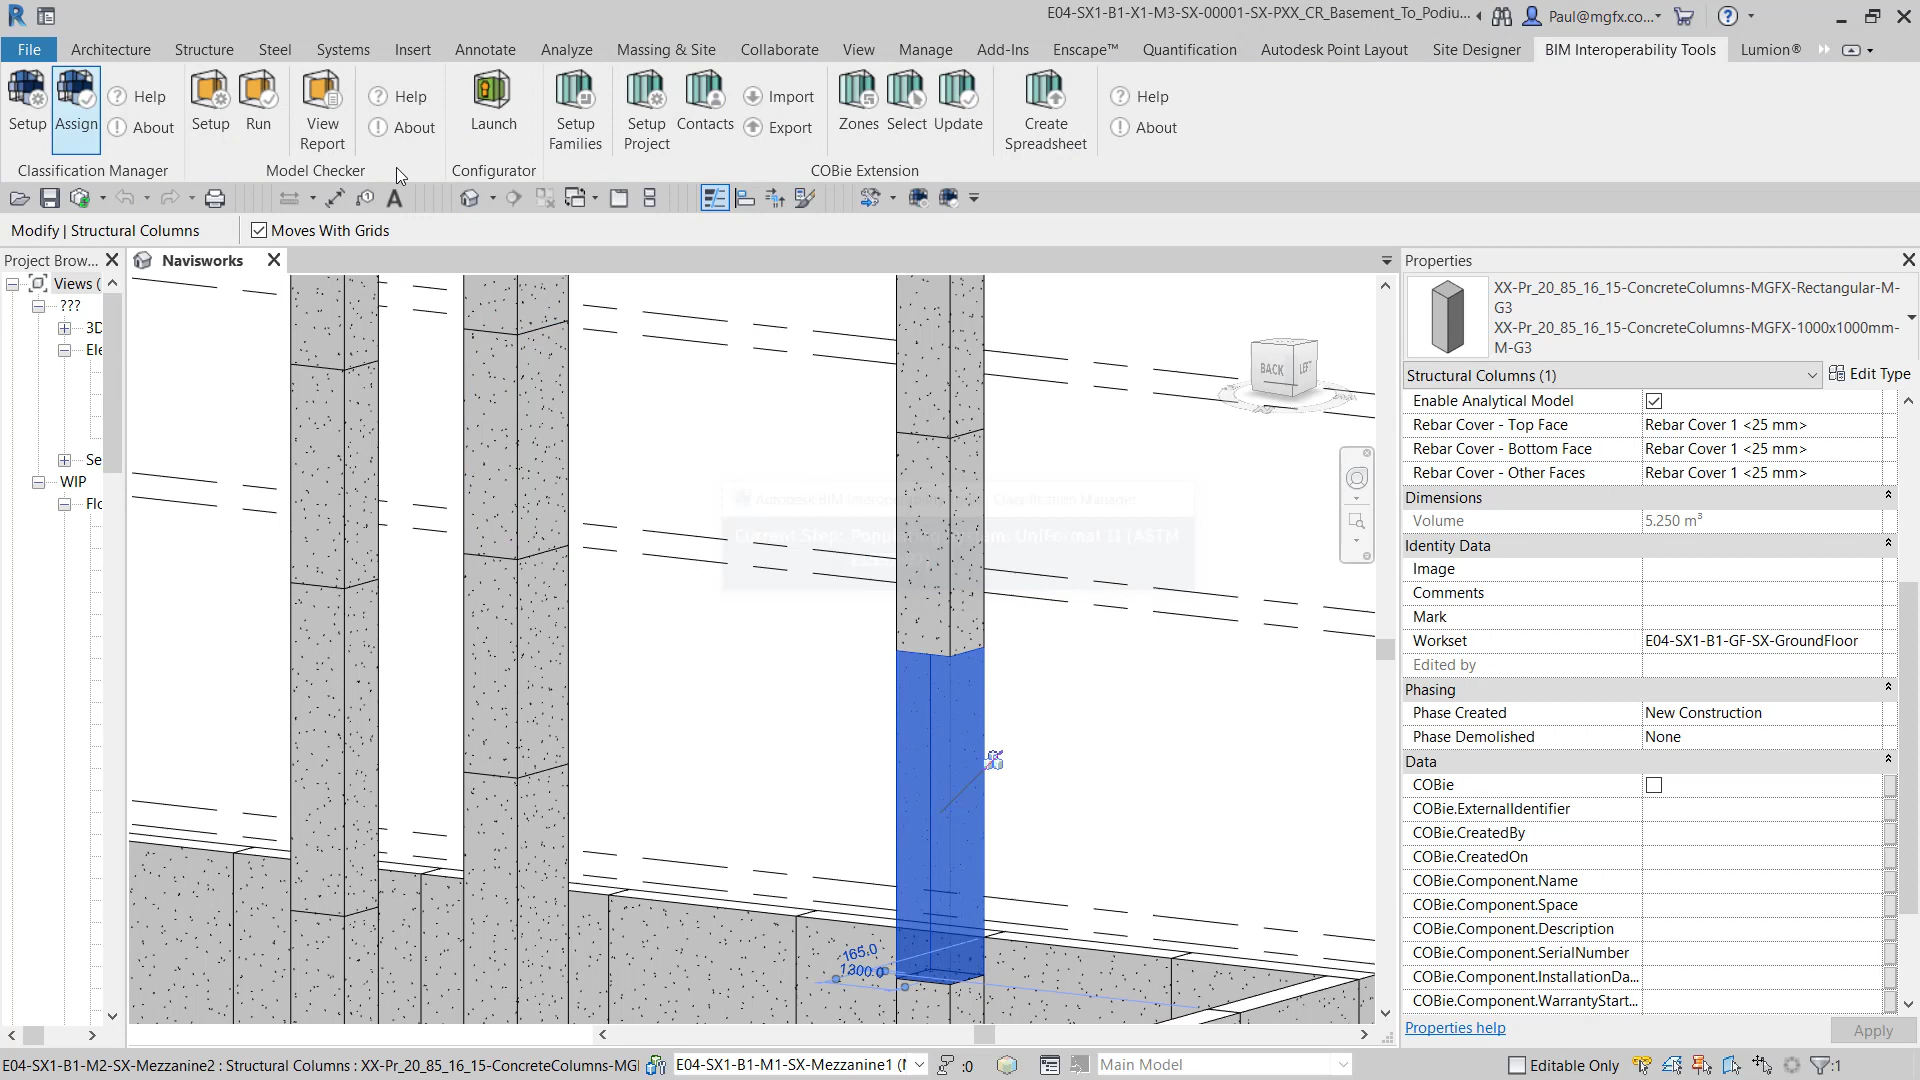 E04-SX1-B1-X1-M3-SX-00001-SX-PXX_CR_Basement_To_Podiu...
Paul@mgfx.co...
File
Architecture
Structure
Steel
Systems
Insert
Annotate
Analyze
Massing & Site
Collaborate
View
Manage
Add-Ins
Enscape™
Quantification
Autodesk Point Layout
Site Designer
BIM Interoperability Tools
Lumion®
Setup
Assign
Help
About
Setup
Run
View
Report
Help
About
Launch
Setup
Families
Setup
Project
Contacts
Import
Export
Zones
Select
Update
Create
Spreadsheet
Help
About
Classification Manager
Model Checker
Configurator
COBie Extension
Modify | Structural Columns
Moves With Grids
Project Brow...
Navisworks
Views (
???
3D
Ele
Se
WIP
Flo
BACK
LEFT
Current Step: UniFormat II (ASTM
165.0
1300.0
Properties
XX-Pr_20_85_16_15-ConcreteColumns-MGFX-Rectangular-M-
G3
XX-Pr_20_85_16_15-ConcreteColumns-MGFX-1000x1000mm-
M-G3
Structural Columns (1)
Edit Type
Enable Analytical Model
Rebar Cover - Top Face
Rebar Cover 1 <25 mm>
Rebar Cover - Bottom Face
Rebar Cover 1 <25 mm>
Rebar Cover - Other Faces
Rebar Cover 1 <25 mm>
Dimensions
Volume
5.250 m³
Identity Data
Image
Comments
Mark
Workset
E04-SX1-B1-GF-SX-GroundFloor
Edited by
Phasing
Phase Created
New Construction
Phase Demolished
None
Data
COBie
COBie.ExternalIdentifier
COBie.CreatedBy
COBie.CreatedOn
COBie.Component.Name
COBie.Component.Space
COBie.Component.Description
COBie.Component.SerialNumber
COBie.Component.InstallationDa...
COBie.Component.WarrantyStart...
Properties help
Apply
E04-SX1-B1-M2-SX-Mezzanine2 : Structural Columns : XX-Pr_20_85_16_15-ConcreteColumns-MG
E04-SX1-B1-M1-SX-Mezzanine1 (
:0
Main Model
Editable Only
:1